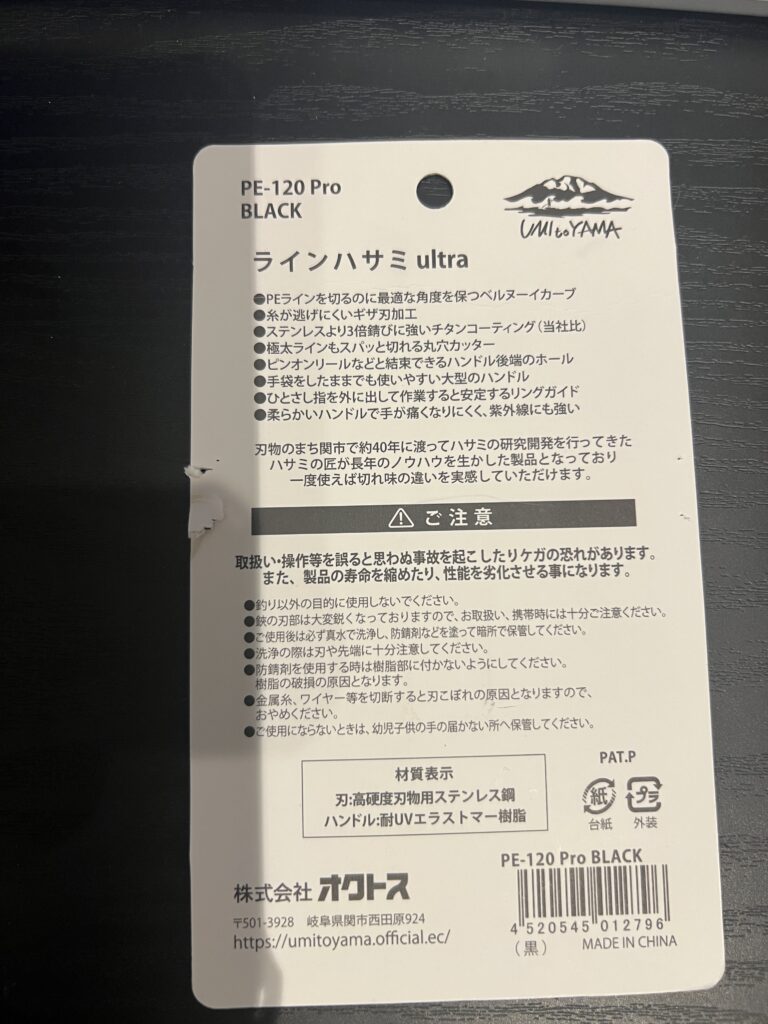 PE-120 Pro
BLACK
UMItoYAMA
ラインハサミ ultra
●PEラインを切るのに最適な角度を保つベルヌーイカーブ
●糸が逃げにくいギザ刃加工
●ステンレスより3倍錆びに強いチタンコーティング(当社比)
●極太ラインもスパッと切れる丸穴カッター
●ピンオンリールなどと結束できるハンドル後端のホール
●手袋をしたままでも使いやすい大型のハンドル
●ひとさし指を外に出して作業すると安定するリングガイド
●柔らかいハンドルで手が痛くなりにくく、紫外線にも強い
刃物のまち関市で約40年に渡ってハサミの研究開発を行ってきた
ハサミの匠が長年のノウハウを生かした製品となっており
一度使えば切れ味の違いを実感していただけます。
⚠ ご注意
取扱い・操作等を誤ると思わぬ事故を起こしたりケガの恐れがあります。
また、製品の寿命を縮めたり、性能を劣化させる事になります。
●釣り以外の目的に使用しないでください。
●鋏の刃部は大変鋭くなっておりますので、お取扱い、携帯時には十分ご注意ください。
●ご使用後は必ず真水で洗浄し、防錆剤などを塗って暗所で保管してください。
●洗浄の際は刃や先端に十分注意してください。
●防錆剤を使用する時は樹脂部に付かないようにしてください。
樹脂の破損の原因となります。
●金属糸、ワイヤー等を切断すると刃こぼれの原因となりますので、
おやめください。
●ご使用にならないときは、幼児子供の手の届かない所へ保管してください。
材質表示
刃:高硬度刃物用ステンレス鋼
ハンドル:耐UVエラストマー樹脂
PAT.P
紙 プラ
台紙 外装
PE-120 Pro BLACK
4 520545 012796
(黒) MADE IN CHINA
株式会社 オクトス
〒501-3928 岐阜県関市西田原924
https://umitoyama.official.ec/